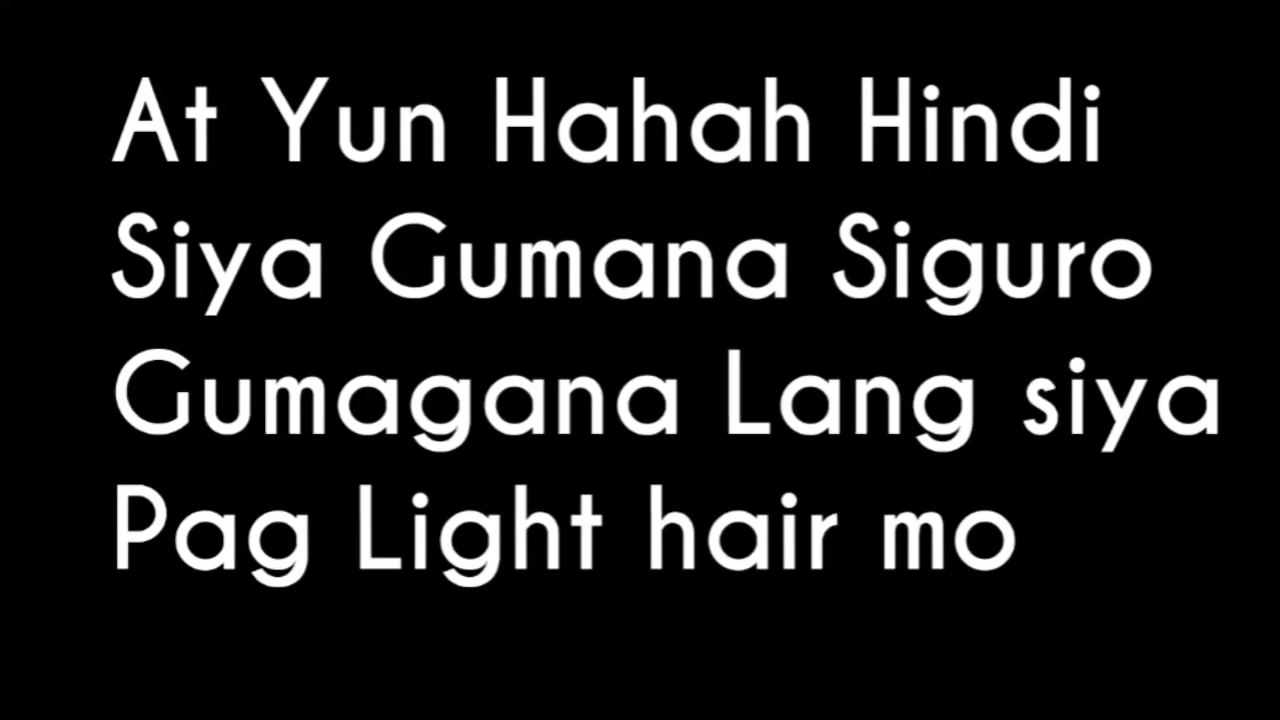 At Yun Hahah Hindi
Siya Gumana Siguro
Gumagana Lang siya
Pag Light hair mo